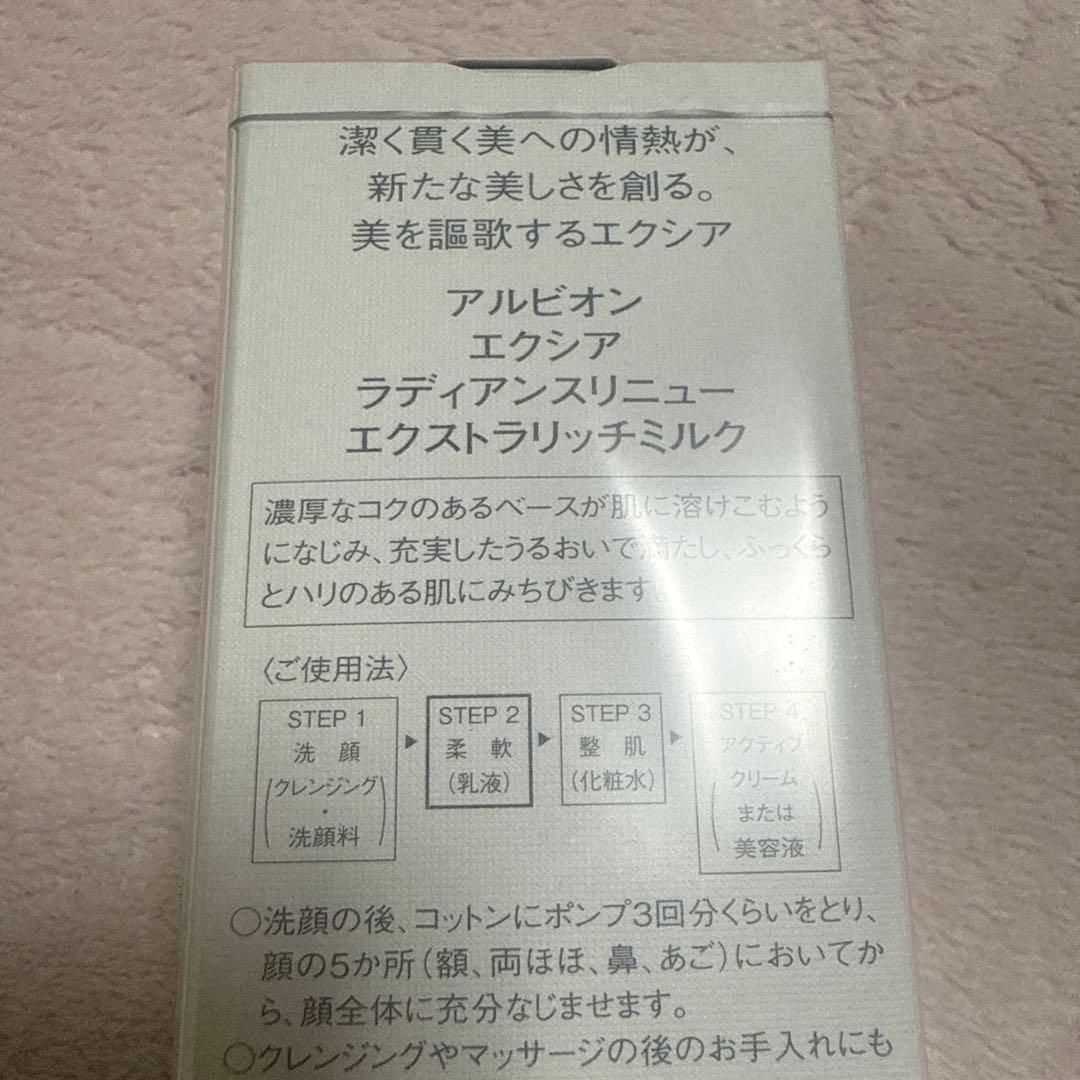 潔く貫く美への情熱が、
新たな美しさを創る。
美を謳歌するエクシア
アルビオン
エクシア
ラディアンスリニュー
エクストラリッチミルク
濃厚なコクのあるベースが肌に溶けこむよう
になじみ、充実したうるおいで満たし、ふっくら
とハリのある肌にみちびきます。
〈ご使用法〉
STEP 1
洗 顔
(クレンジング
・
洗顔料)
▶
STEP 2
柔 軟
(乳液)
▶
STEP 3
整 肌
(化粧水)
▶
STEP 4
アクティブ
(クリーム
または
美容液)
○洗顔の後、コットンにポンプ3回分くらいをとり、
顔の5か所(額、両ほほ、鼻、あご)においてか
ら、顔全体に充分なじませます。
○クレンジングやマッサージの後のお手入れにも